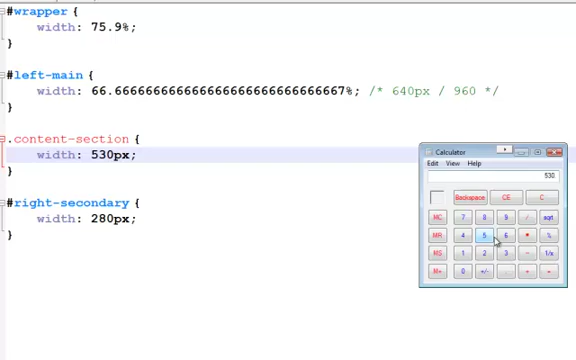 #wrapper {
width: 75.9%;
}
#left-main {
width: 66.66666666666666666666666666667%; /* 640px / 960 */
}
.content-section {
width: 530px;
}
#right-secondary {
width: 280px;
}
Calculator
Edit View Help
530.
Backspace CE C
MC 7 8 9 / sqrt
MR 4 5 6 * %
MS 1 2 3 - 1/x
M+ 0 +/- . + =